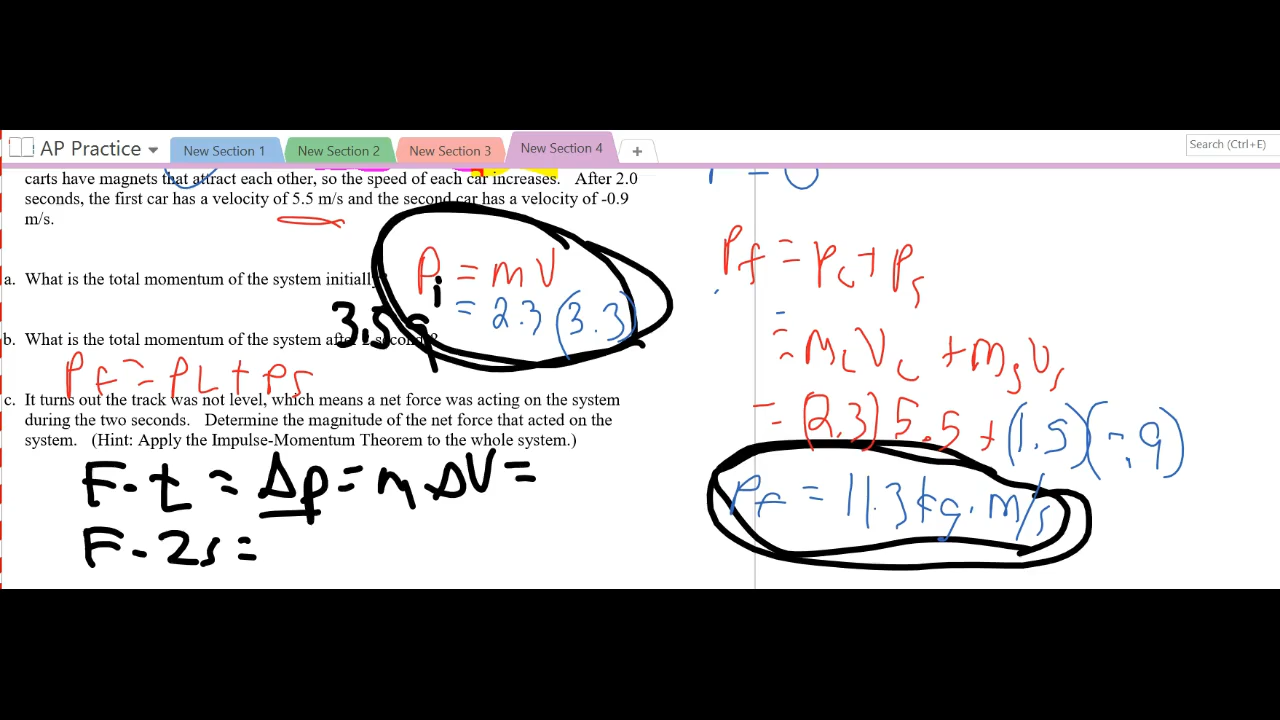 AP Practice
New Section 1
New Section 2
New Section 3
New Section 4
+
Search (Ctrl+E)
carts have magnets that attract each other, so the speed of each car increases. After 2.0
seconds, the first car has a velocity of 5.5 m/s and the second car has a velocity of -0.9
m/s.
a. What is the total momentum of the system initially?
Pi = mV
= 2.3 (3.3)
b. What is the total momentum of the system after 2 seconds?
Pf = PL + Ps
c. It turns out the track was not level, which means a net force was acting on the system
during the two seconds. Determine the magnitude of the net force that acted on the
system. (Hint: Apply the Impulse-Momentum Theorem to the whole system.)
F · t = Δp = mΔV =
F · 2s =
Pf = PL + Ps
= mLVL + msVs
= (2.3) 5.5 + (1.5)(-.9)
Pf = 11.3 kg · m/s